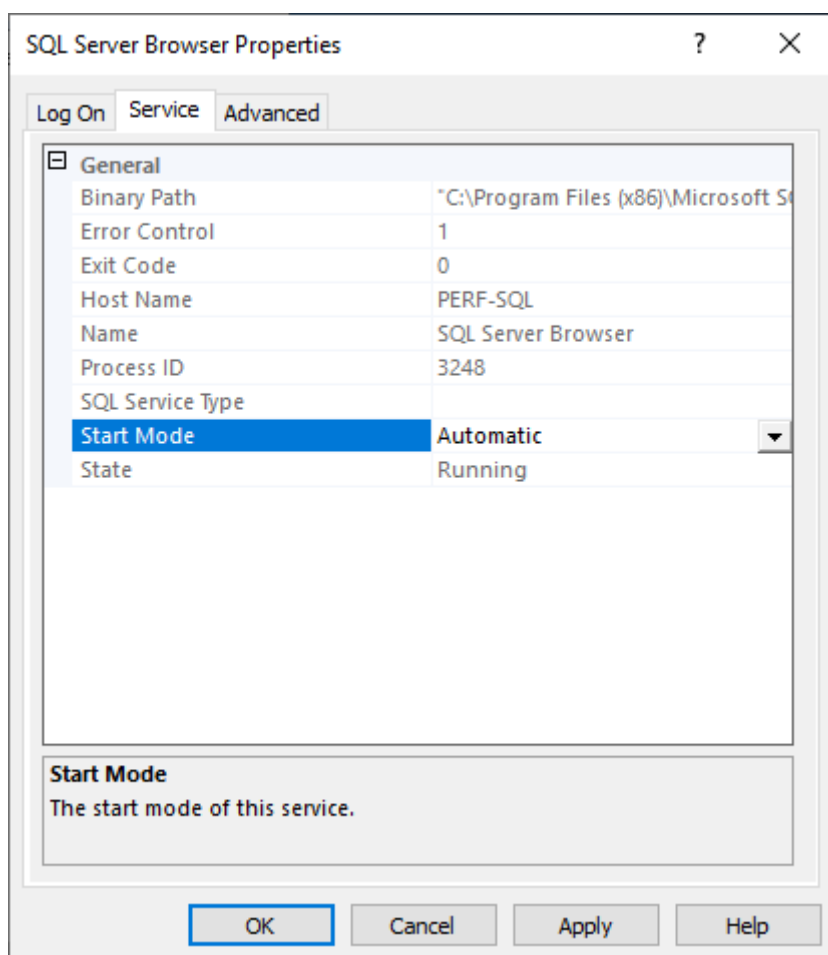 SQL Server Browser Properties
Log On Service Advanced
General
Binary Path "C:\Program Files (x86)\Microsoft
Error Control 1
Exit Code 0
Host Name PERF-SQL
Name SQL Server Browser
Process ID 3248
SQL Service Type
Start Mode Automatic
State Running
Start Mode
The start mode of this service.
OK Cancel Apply Help